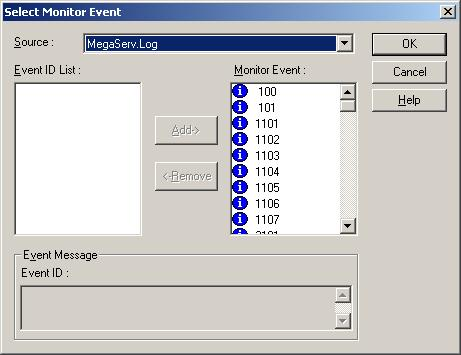 Select Monitor Event
Source :
MegaServ.Log
OK
Cancel
Help
Event ID List :
Monitor Event :
100
101
1101
1102
1103
1104
1105
1106
1107
Add->
<-Remove
Event Message
Event ID :